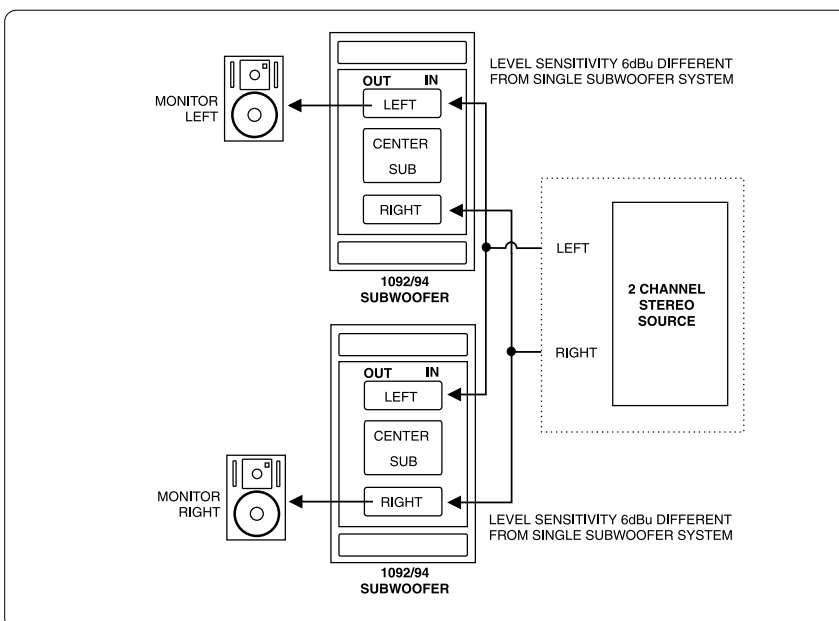 LEVEL SENSITIVITY 6dBu DIFFERENT
FROM SINGLE SUBWOOFER SYSTEM
OUT IN
LEFT
MONITOR
LEFT
CENTER
SUB
RIGHT
1092/94
SUBWOOFER
LEFT
2 CHANNEL
STEREO
SOURCE
RIGHT
OUT IN
LEFT
CENTER
SUB
RIGHT
MONITOR
RIGHT
LEVEL SENSITIVITY 6dBu DIFFERENT
FROM SINGLE SUBWOOFER SYSTEM
1092/94
SUBWOOFER